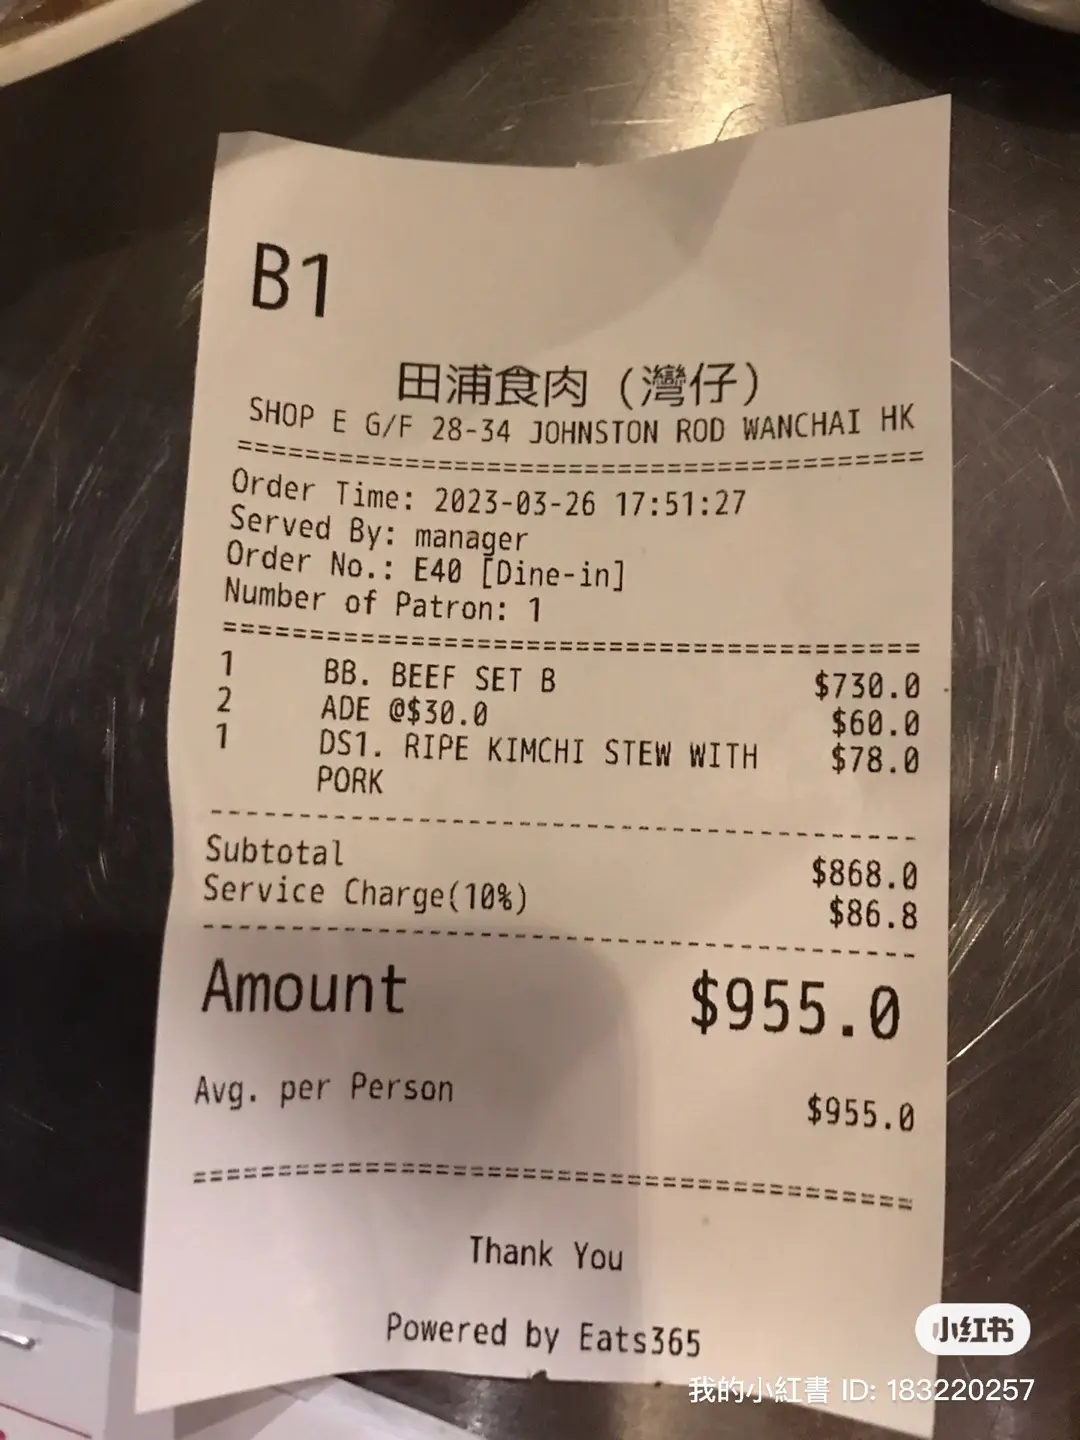 B1
田浦食肉（灣仔）
SHOP E G/F 28-34 JOHNSTON ROD WANCHAI HK
========================================
Order Time: 2023-03-26 17:51:27
Served By: manager
Order No.: E40 [Dine-in]
Number of Patron: 1
========================================
1 BB. BEEF SET B $730.0
2 ADE @$30.0 $60.0
1 DS1. RIPE KIMCHI STEW WITH $78.0
PORK
----------------------------------------
Subtotal $868.0
Service Charge(10%) $86.8
----------------------------------------
Amount $955.0
Avg. per Person $955.0
========================================
Thank You
Powered by Eats365
小红书
我的小紅書 ID: 183220257